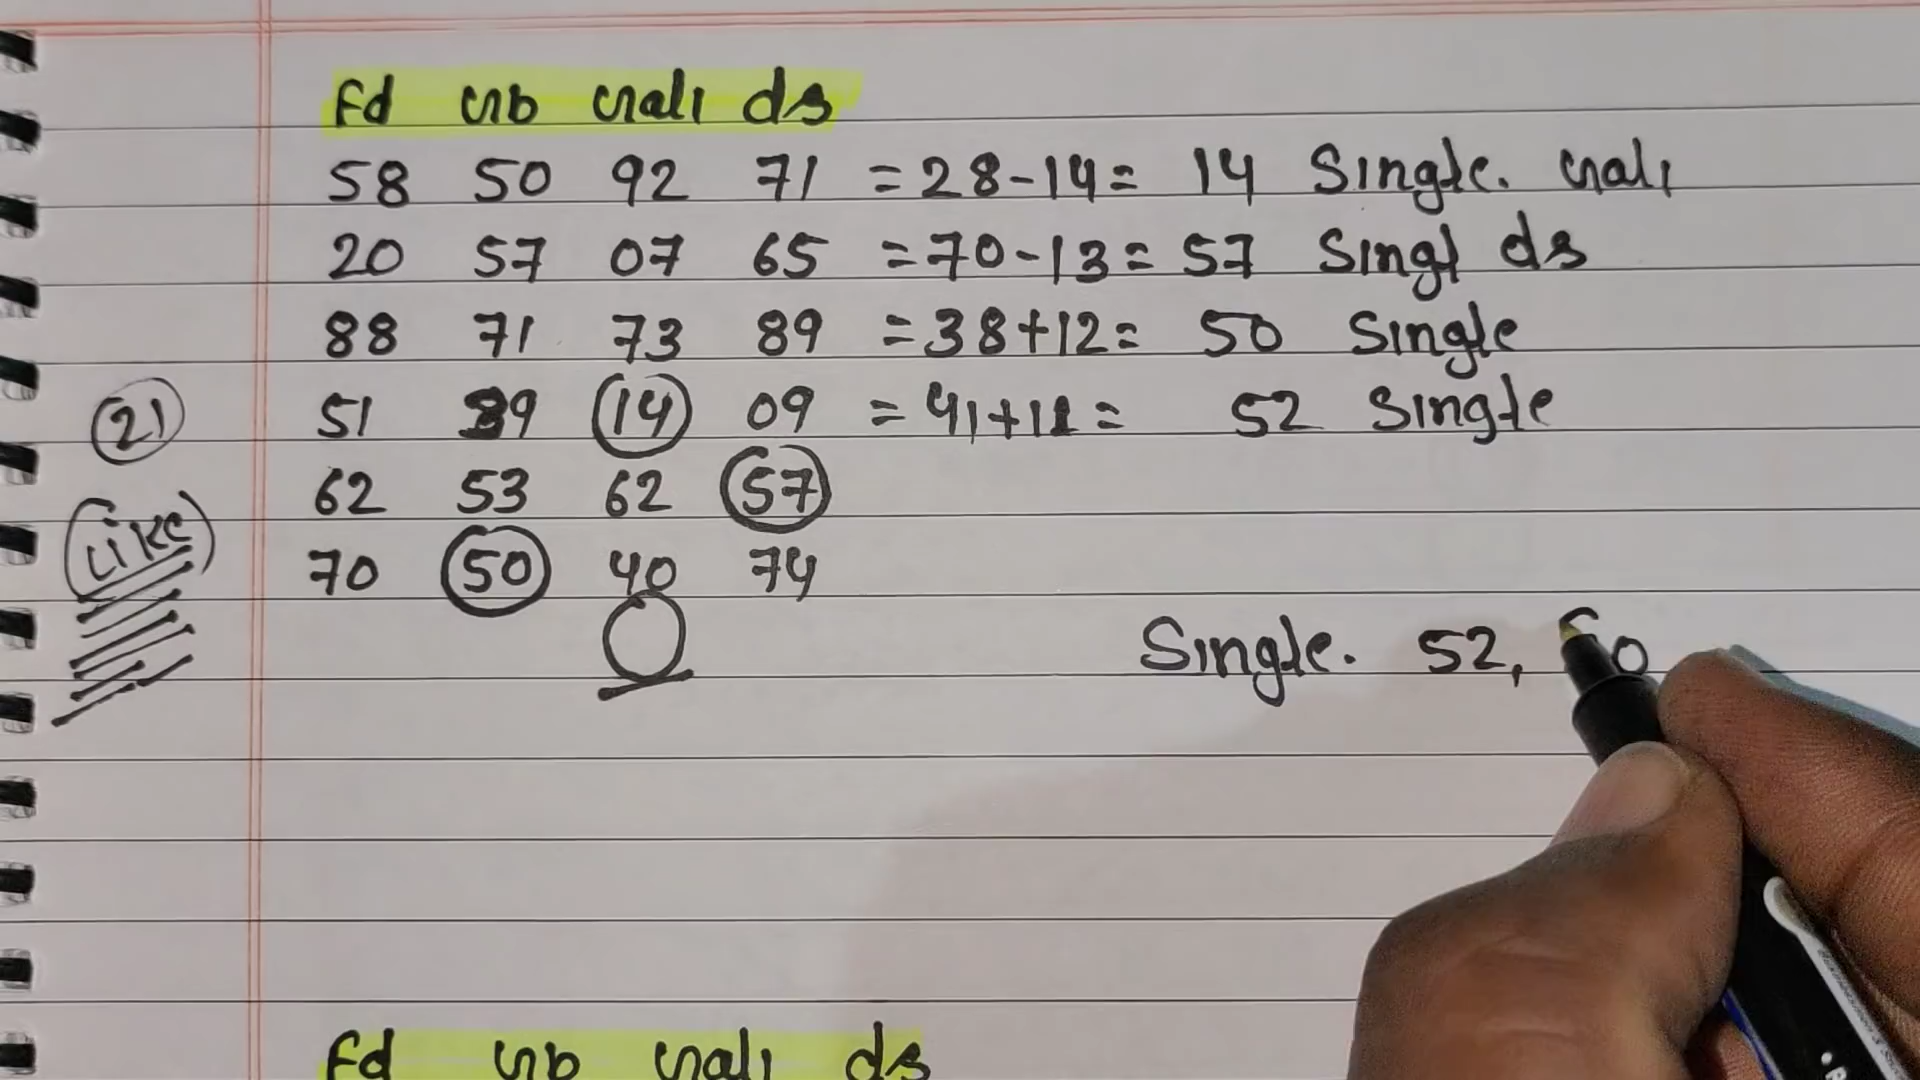 Fd Gb Gali ds
58 50 92 71 = 28-14= 14 Single. Gali
20 57 07 65 = 70-13= 57 Singl ds
88 71 73 89 = 38+12= 50 Single
21 51 39 14 09 = 41+11= 52 Single
62 53 62 57
Like
70 50 40 74
Single. 52,
Fd Gb Gali ds